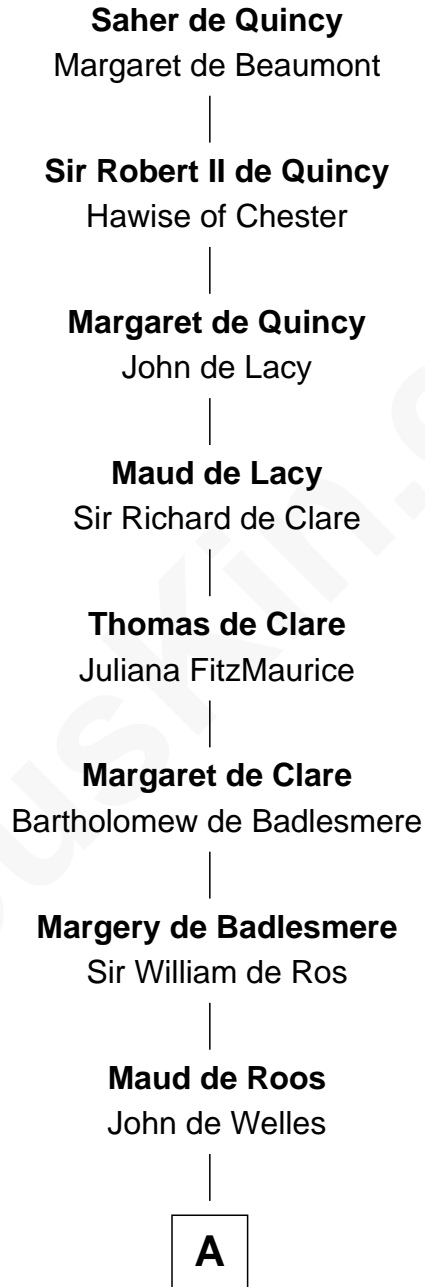 Saher de Quincy
Margaret de Beaumont
Sir Robert II de Quincy
Hawise of Chester
Margaret de Quincy
John de Lacy
Maud de Lacy
Sir Richard de Clare
Thomas de Clare
Juliana FitzMaurice
Margaret de Clare
Bartholomew de Badlesmere
Margery de Badlesmere
Sir William de Ros
Maud de Roos
John de Welles
A